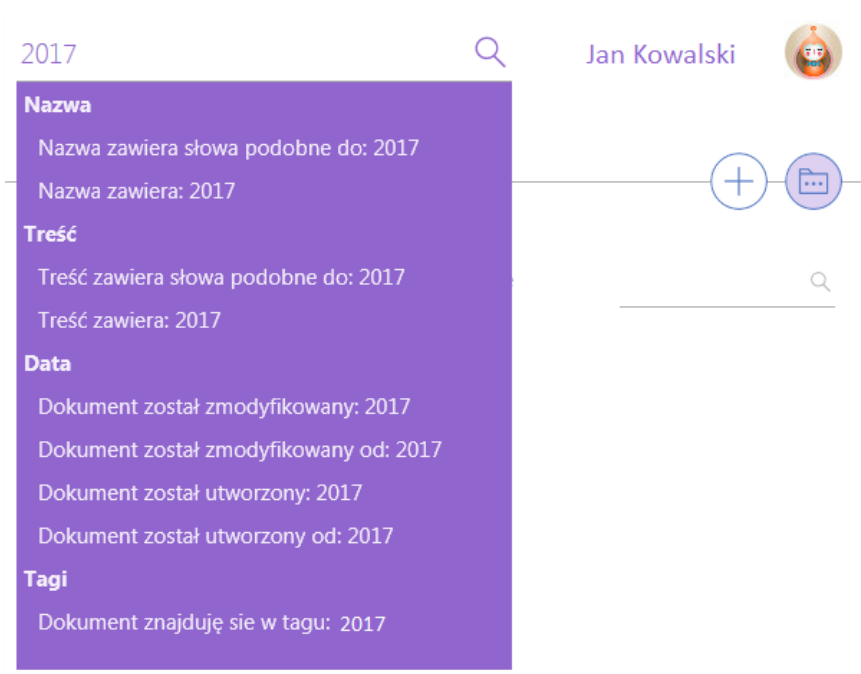 2017
Jan Kowalski
Nazwa
Nazwa zawiera słowa podobne do: 2017
Nazwa zawiera: 2017
Treść
Treść zawiera słowa podobne do: 2017
Treść zawiera: 2017
Data
Dokument został zmodyfikowany: 2017
Dokument został zmodyfikowany od: 2017
Dokument został utworzony: 2017
Dokument został utworzony od: 2017
Tagi
Dokument znajduję sie w tagu: 2017